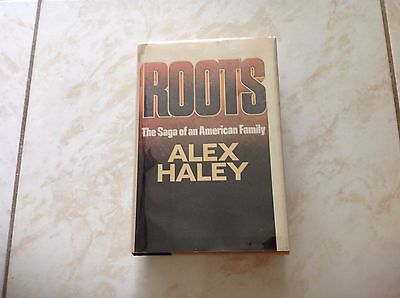 ROOTS
The Saga of an American Family
ALEX
HALEY